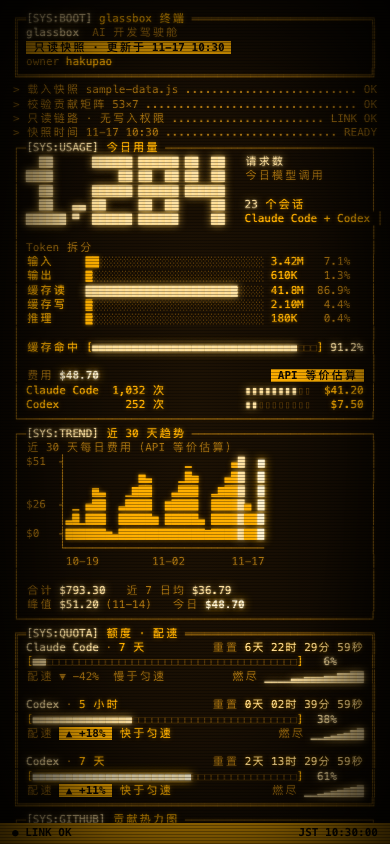 [SYS:BOOT] glassbox 终端
glassbox AI 开发驾驶舱
只读快照 · 更新于 11-17 10:30
owner hakupao
> 载入快照 sample-data.js .......................... OK
> 校验贡献矩阵 53×7 ................................ OK
> 只读链路 · 无写入权限 ....................... LINK OK
> 快照时间 11-17 10:30 .......................... READY
[SYS:USAGE] 今日用量
1,284
请求数
今日模型调用
23 个会话
Claude Code + Codex
Token 拆分
输入 3.42M 7.1%
输出 610K 1.3%
缓存读 41.8M 86.9%
缓存写 2.10M 4.4%
推理 180K 0.4%
缓存命中 [ ] 91.2%
费用 $48.70 API 等价估算
Claude Code 1,032 次 $41.20
Codex 252 次 $7.50
[SYS:TREND] 近 30 天趋势
近 30 天每日费用 (API 等价估算)
$51
$26
$0
10-19 11-02 11-17
合计 $793.30 近 7 日均 $36.79
峰值 $51.20 (11-14) 今日 $48.70
[SYS:QUOTA] 额度 · 配速
Claude Code · 7 天 重置 6天 22时 29分 59秒
[ ] 6%
配速 ▼ -42% 慢于匀速 燃尽
Codex · 5 小时 重置 0天 02时 39分 59秒
[ ] 38%
配速 ▲ +18% 快于匀速 燃尽
Codex · 7 天 重置 2天 13时 29分 59秒
[ ] 61%
配速 ▲ +11% 快于匀速 燃尽
[SYS:GITHUB] 贡献热力图
● LINK OK JST 10:30:00